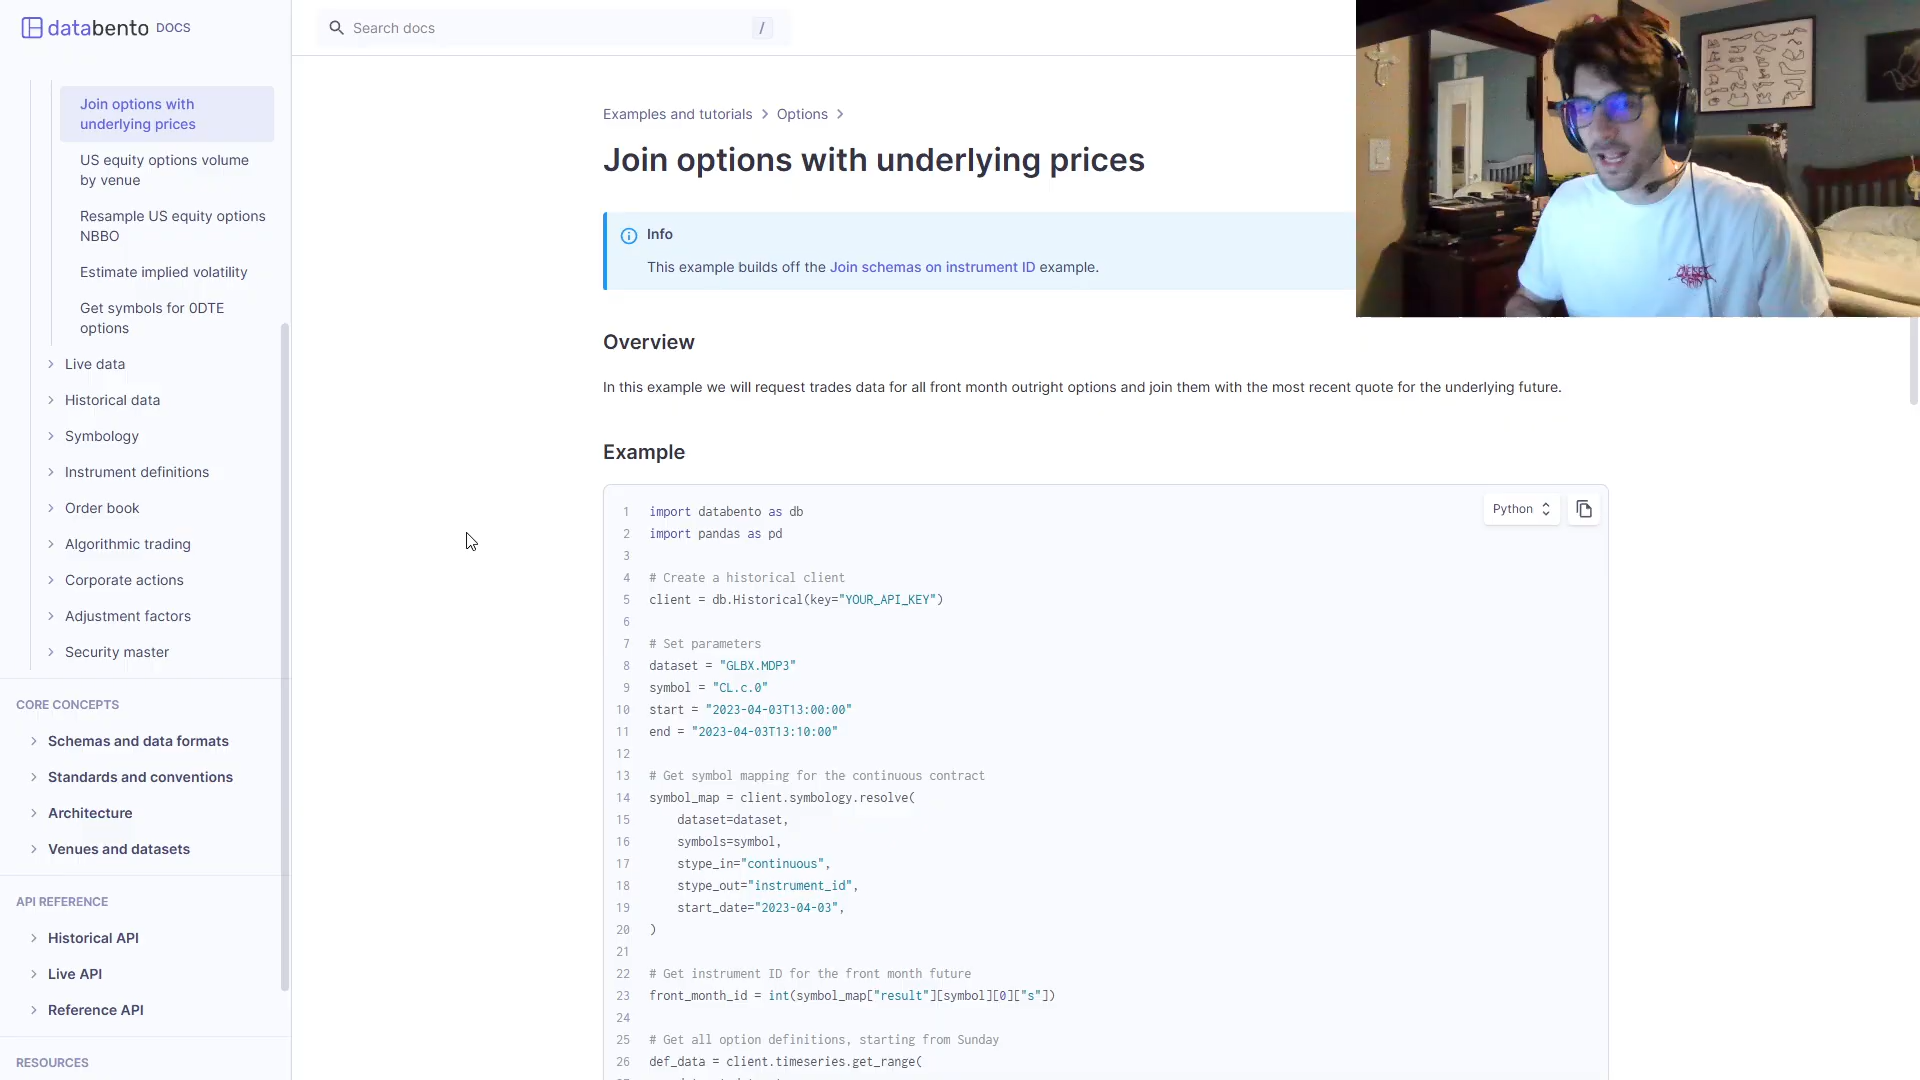 databento DOCS
Search docs
/
Join options with
underlying prices
US equity options volume
by venue
Resample US equity options
NBBO
Estimate implied volatility
Get symbols for 0DTE
options
Live data
Historical data
Symbology
Instrument definitions
Order book
Algorithmic trading
Corporate actions
Adjustment factors
Security master
CORE CONCEPTS
Schemas and data formats
Standards and conventions
Architecture
Venues and datasets
API REFERENCE
Historical API
Live API
Reference API
RESOURCES
Examples and tutorials > Options >
Join options with underlying prices
Info
This example builds off the Join schemas on instrument ID example.
Overview
In this example we will request trades data for all front month outright options and join them with the most recent quote for the underlying future.
Example
Python
1 import databento as db
2 import pandas as pd
3
4 # Create a historical client
5 client = db.Historical(key="YOUR_API_KEY")
6
7 # Set parameters
8 dataset = "GLBX.MDP3"
9 symbol = "CL.c.0"
10 start = "2023-04-03T13:00:00"
11 end = "2023-04-03T13:10:00"
12
13 # Get symbol mapping for the continuous contract
14 symbol_map = client.symbology.resolve(
15 dataset=dataset,
16 symbols=symbol,
17 stype_in="continuous",
18 stype_out="instrument_id",
19 start_date="2023-04-03",
20 )
21
22 # Get instrument ID for the front month future
23 front_month_id = int(symbol_map["result"][symbol][0]["s"])
24
25 # Get all option definitions, starting from Sunday
26 def_data = client.timeseries.get_range(